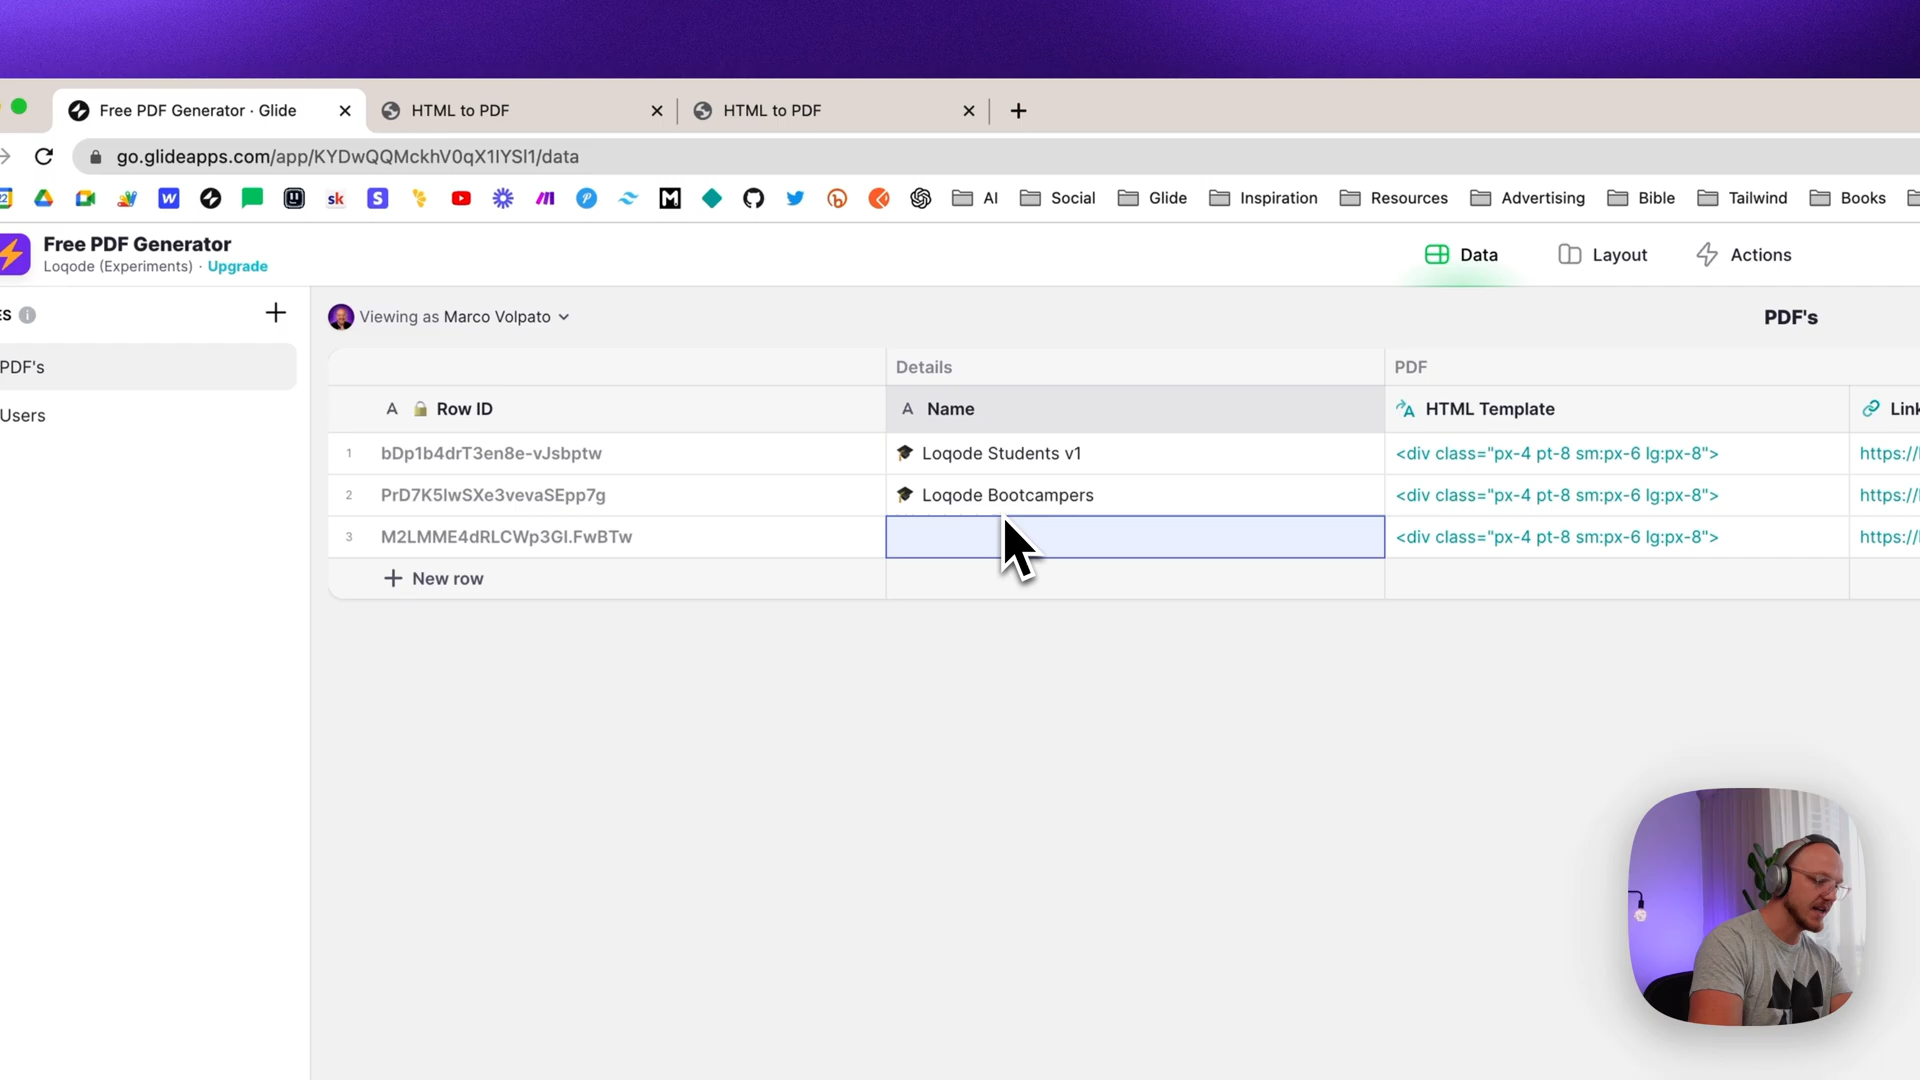 Free PDF Generator · Glide
HTML to PDF
HTML to PDF
go.glideapps.com/app/KYDwQQMckhV0qX1lYSl1/data
22
W
sk
S
M
AI
Social
Glide
Inspiration
Resources
Advertising
Bible
Tailwind
Books
Free PDF Generator
Loqode (Experiments) · Upgrade
Data
Layout
Actions
ES
Viewing as Marco Volpato
PDF's
PDF's
Users
Details
PDF
A Row ID
A Name
A HTML Template
Link
1 bDp1b4drT3en8e-vJsbptw
Loqode Students v1
<div class="px-4 pt-8 sm:px-6 lg:px-8">
https://
2 PrD7K5lwSXe3vevaSEpp7g
Loqode Bootcampers
<div class="px-4 pt-8 sm:px-6 lg:px-8">
https://
3 M2LMME4dRLCWp3Gl.FwBTw
<div class="px-4 pt-8 sm:px-6 lg:px-8">
https://
New row